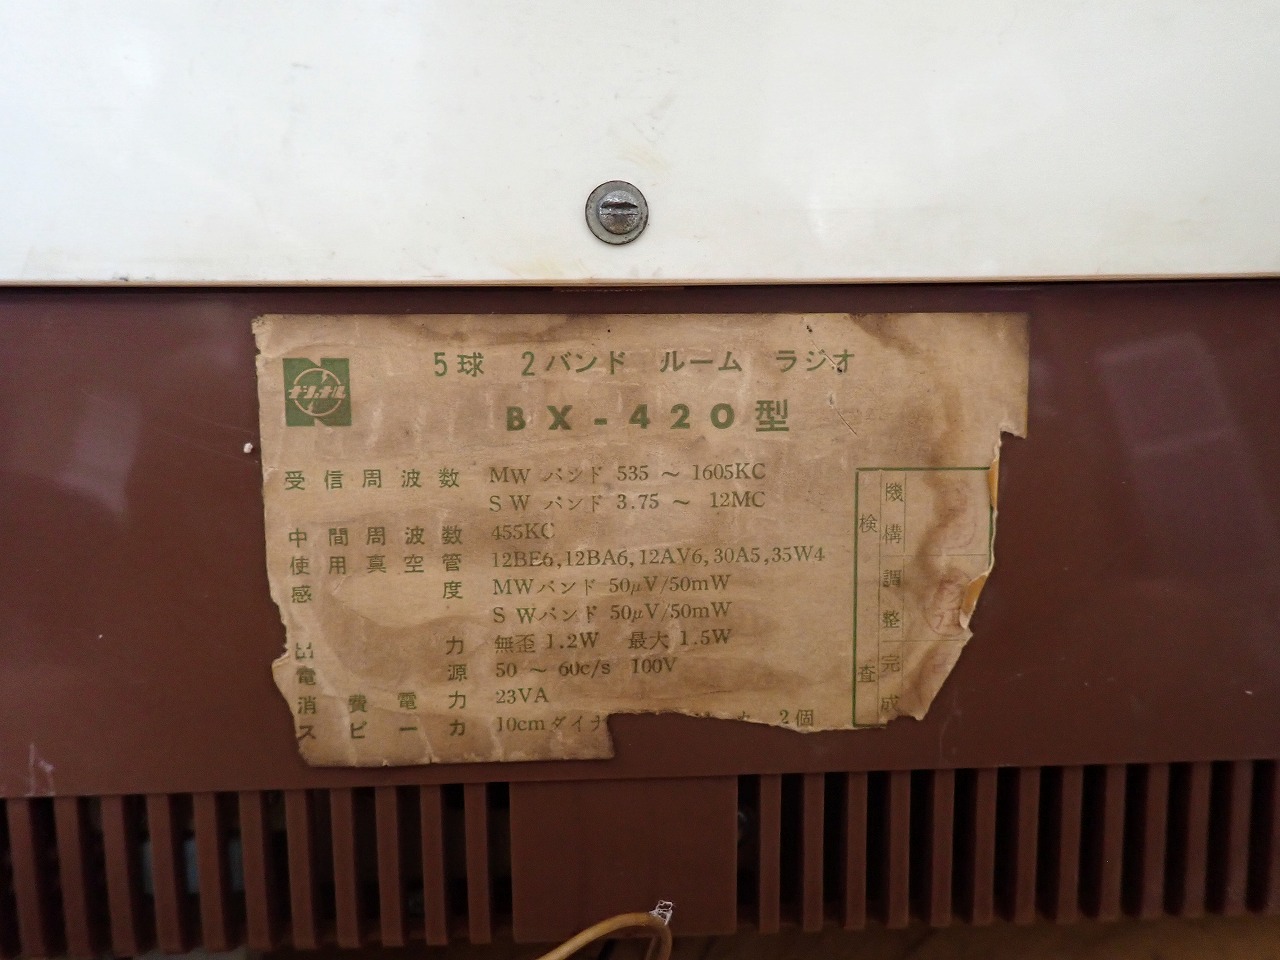 ナショナル
5球 2バンド ルーム ラジオ
BX-420型
受信周波数 MW バンド 535 ~ 1605KC
SW バンド 3.75 ~ 12MC
中間周波数 455KC
使用真空管 12BE6,12BA6,12AV6,30A5,35W4
感度 MWバンド 50μV/50mW
SWバンド 50μV/50mW
出力 無歪 1.2W 最大 1.5W
電源 50 ~ 60c/s 100V
消費電力 23VA
スピーカ 10cmダイナ 2個
検査
機構
調整
完成